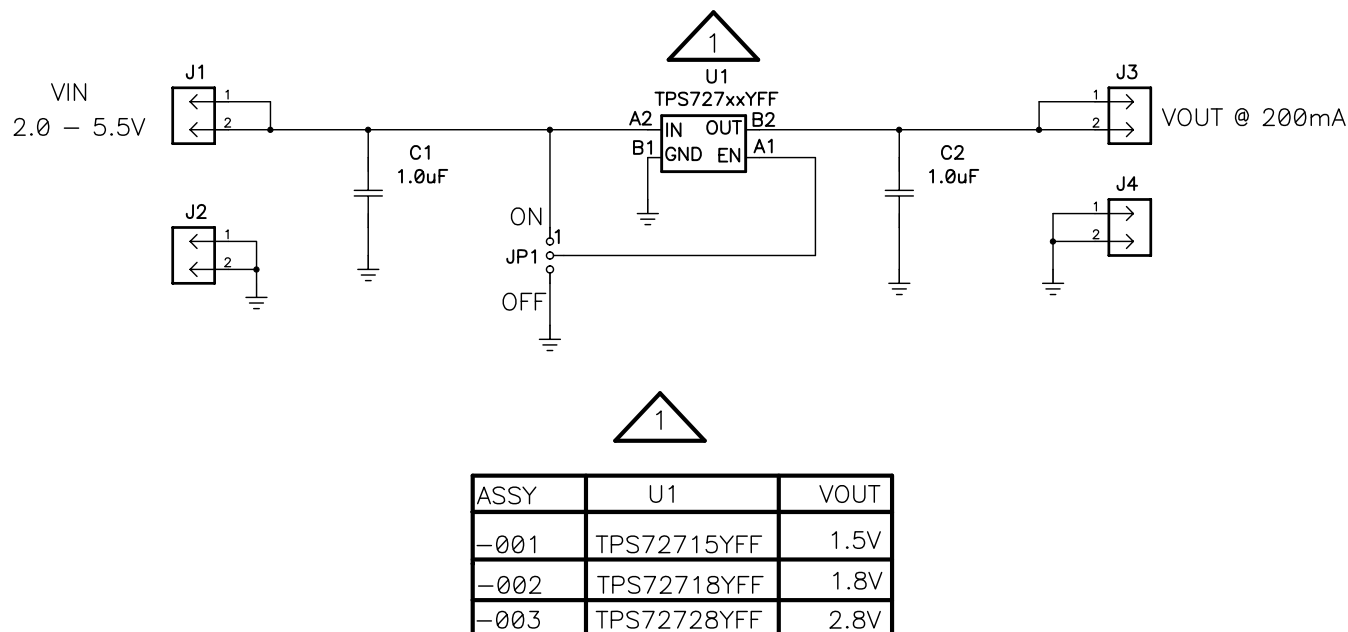 1
U1
TPS727xxYFF
J1
VIN
2.0 – 5.5V
1
2
A2
IN
OUT
B2
B1
GND
EN
A1
J3
1
2
VOUT @ 200mA
C1
1.0uF
C2
1.0uF
J2
1
2
J4
1
2
ON
1
JP1
OFF
1
ASSY U1 VOUT
–001 TPS72715YFF 1.5V
–002 TPS72718YFF 1.8V
–003 TPS72728YFF 2.8V